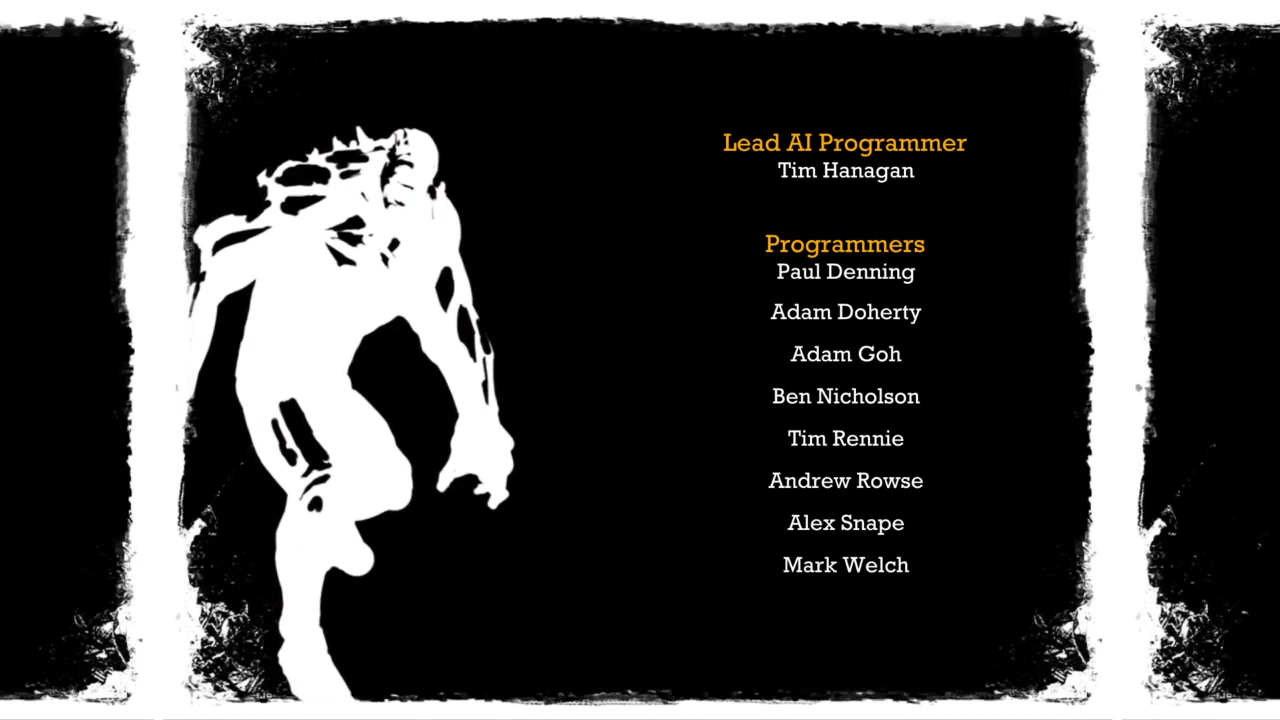 Lead AI Programmer
Tim Hanagan
Programmers
Paul Denning
Adam Doherty
Adam Goh
Ben Nicholson
Tim Rennie
Andrew Rowse
Alex Snape
Mark Welch